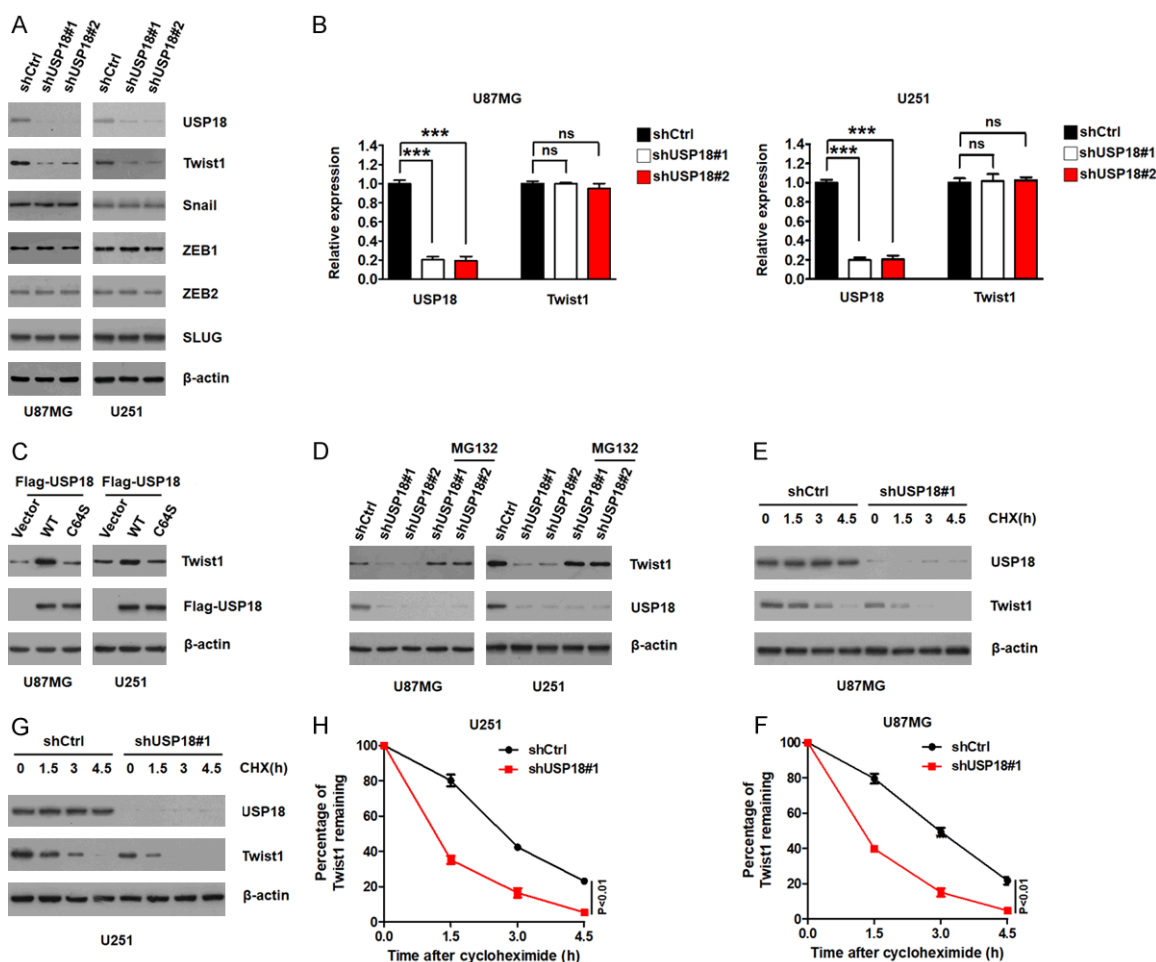 A
shCtrl
shUSP18#1
shUSP18#2
shCtrl
shUSP18#1
shUSP18#2
USP18
Twist1
Snail
ZEB1
ZEB2
SLUG
β-actin
U87MG U251
B
U87MG
Relative expression
1.4
1.2
1.0
0.8
0.6
0.4
0.2
0
*** ***
ns ns
USP18 Twist1
shCtrl
shUSP18#1
shUSP18#2
U251
Relative expression
1.4
1.2
1.0
0.8
0.6
0.4
0.2
0
*** ***
ns ns
USP18 Twist1
shCtrl
shUSP18#1
shUSP18#2
C
Flag-USP18 Flag-USP18
Vector WT C64S Vector WT C64S
Twist1
Flag-USP18
β-actin
U87MG U251
D
MG132 MG132
shCtrl shUSP18#1 shUSP18#2 shUSP18#1 shUSP18#2 shCtrl shUSP18#1 shUSP18#2 shUSP18#1 shUSP18#2
Twist1
USP18
β-actin
U87MG U251
E
shCtrl shUSP18#1
0 1.5 3 4.5 0 1.5 3 4.5 CHX(h)
USP18
Twist1
β-actin
U87MG
G
shCtrl shUSP18#1
0 1.5 3 4.5 0 1.5 3 4.5 CHX(h)
USP18
Twist1
β-actin
U251
H
U251
Percentage of
Twist1 remaining
100
80
60
40
20
0
shCtrl
shUSP18#1
P<0.01
0.0 1.5 3.0 4.5
Time after cycloheximide (h)
F
U87MG
Percentage of
Twist1 remaining
100
80
60
40
20
0
shCtrl
shUSP18#1
P<0.01
0.0 1.5 3.0 4.5
Time after cycloheximide (h)